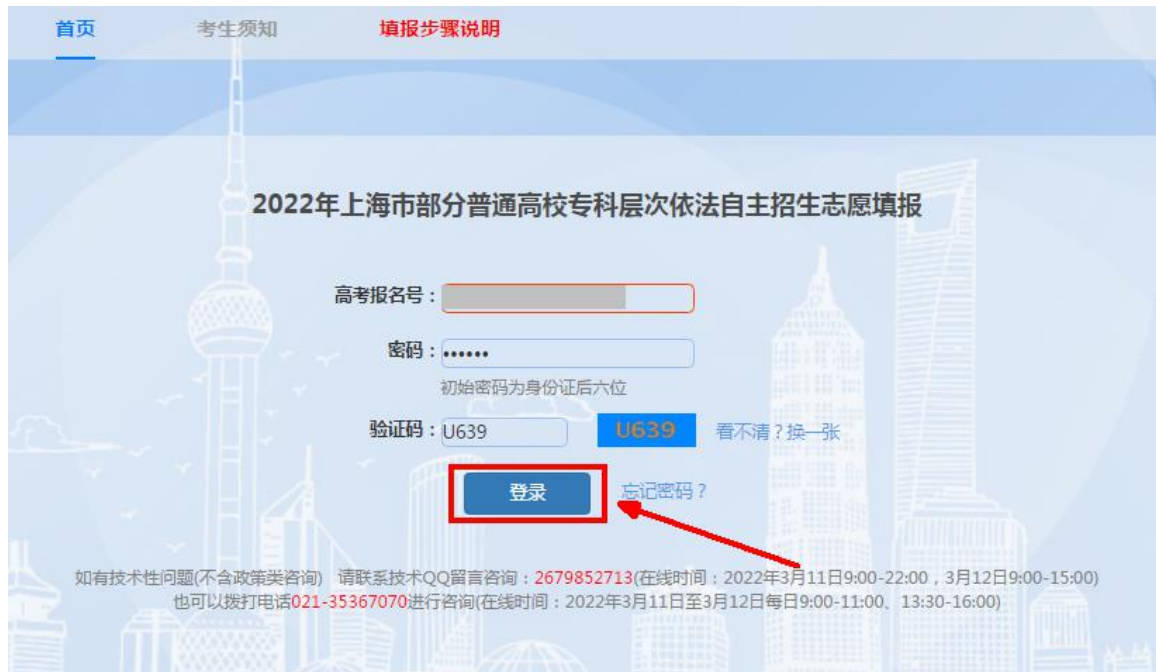 首页 考生须知 填报步骤说明
2022年上海市部分普通高校专科层次依法自主招生志愿填报
高考报名号：
密码：••••••
初始密码为身份证后六位
验证码：U639 U639 看不清？换一张
登录 忘记密码？
如有技术性问题(不含政策类咨询) 请联系技术QQ留言咨询：2679852713(在线时间：2022年3月11日9:00-22:00，3月12日9:00-15:00)
也可以拨打电话021-35367070进行咨询(在线时间：2022年3月11日至3月12日每日9:00-11:00、13:30-16:00)